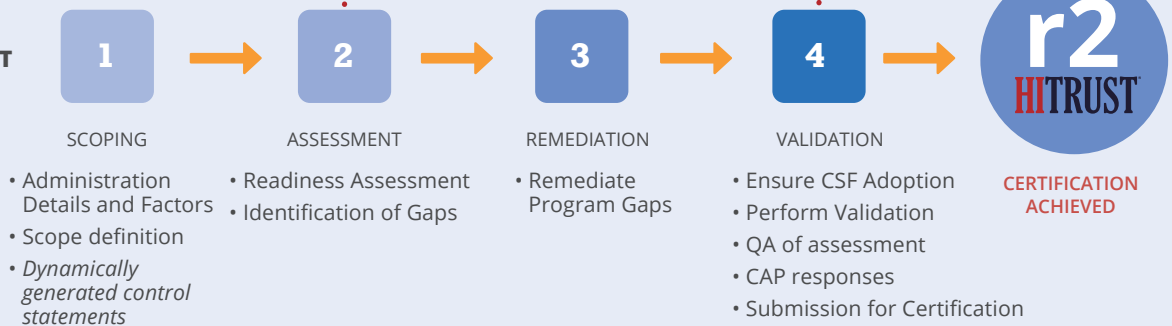 T
1
2
3
4
r2
HITRUST
SCOPING
ASSESSMENT
REMEDIATION
VALIDATION
CERTIFICATION
ACHIEVED
• Administration
Details and Factors
• Scope definition
• Dynamically
generated control
statements
• Readiness Assessment
• Identification of Gaps
• Remediate
Program Gaps
• Ensure CSF Adoption
• Perform Validation
• QA of assessment
• CAP responses
• Submission for Certification